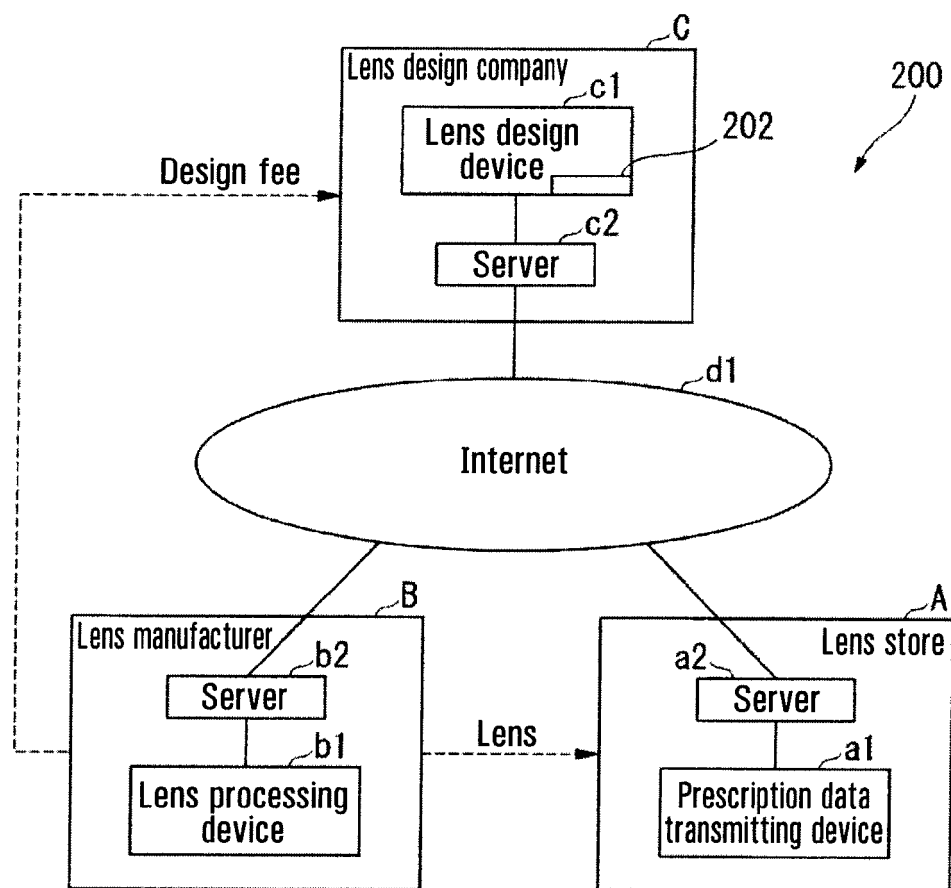 C
Lens design company
200
c1
Lens design
device
202
Design fee
c2
Server
d1
Internet
B
Lens manufacturer
b2
Server
b1
Lens processing
device
Lens
A
Lens store
a2
Server
a1
Prescription data
transmitting device